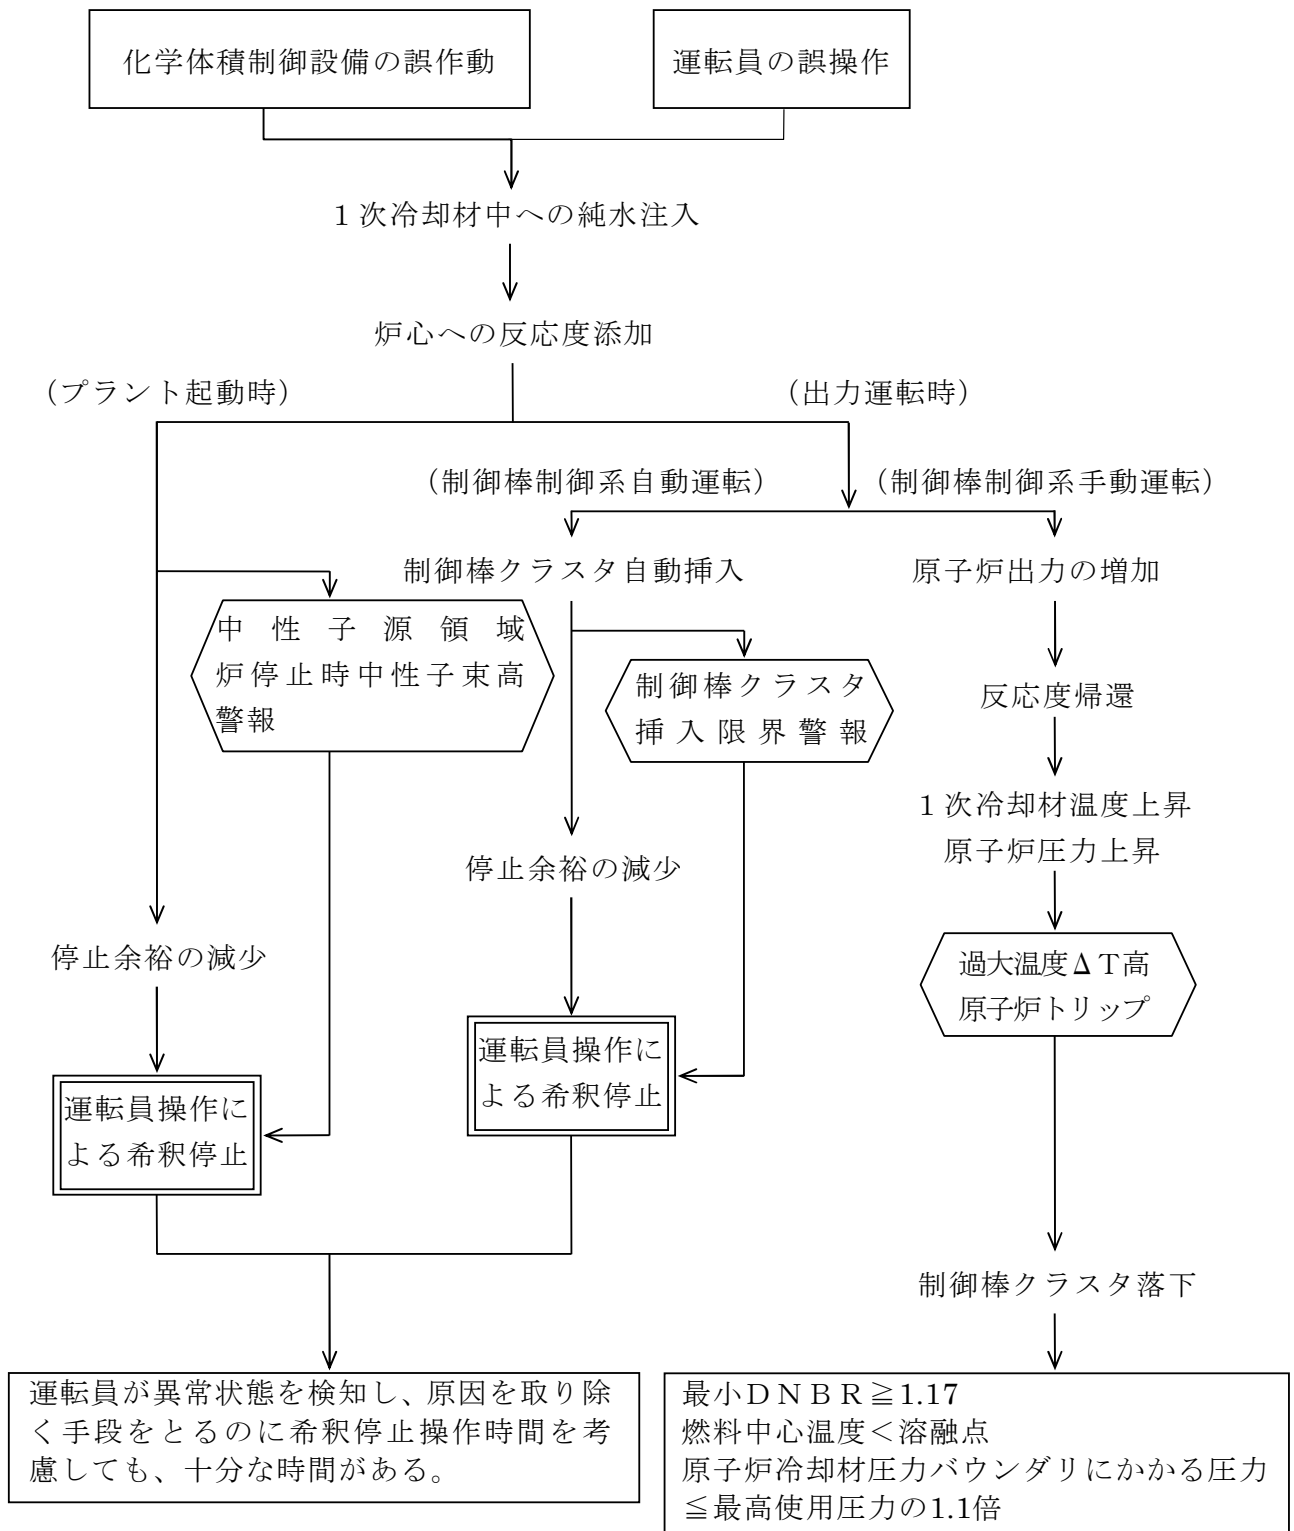 化学体積制御設備の誤作動
運転員の誤操作
１次冷却材中への純水注入
炉心への反応度添加
（プラント起動時）
（出力運転時）
（制御棒制御系自動運転）
（制御棒制御系手動運転）
制御棒クラスタ自動挿入
原子炉出力の増加
中性子源領域
炉停止時中性子束高
警報
制御棒クラスタ
挿入限界警報
反応度帰還
１次冷却材温度上昇
原子炉圧力上昇
停止余裕の減少
停止余裕の減少
過大温度ΔＴ高
原子炉トリップ
運転員操作に
よる希釈停止
運転員操作に
よる希釈停止
制御棒クラスタ落下
運転員が異常状態を検知し、原因を取り除
く手段をとるのに希釈停止操作時間を考
慮しても、十分な時間がある。
最小ＤＮＢＲ≧1.17
燃料中心温度＜溶融点
原子炉冷却材圧力バウンダリにかかる圧力
≦最高使用圧力の1.1倍